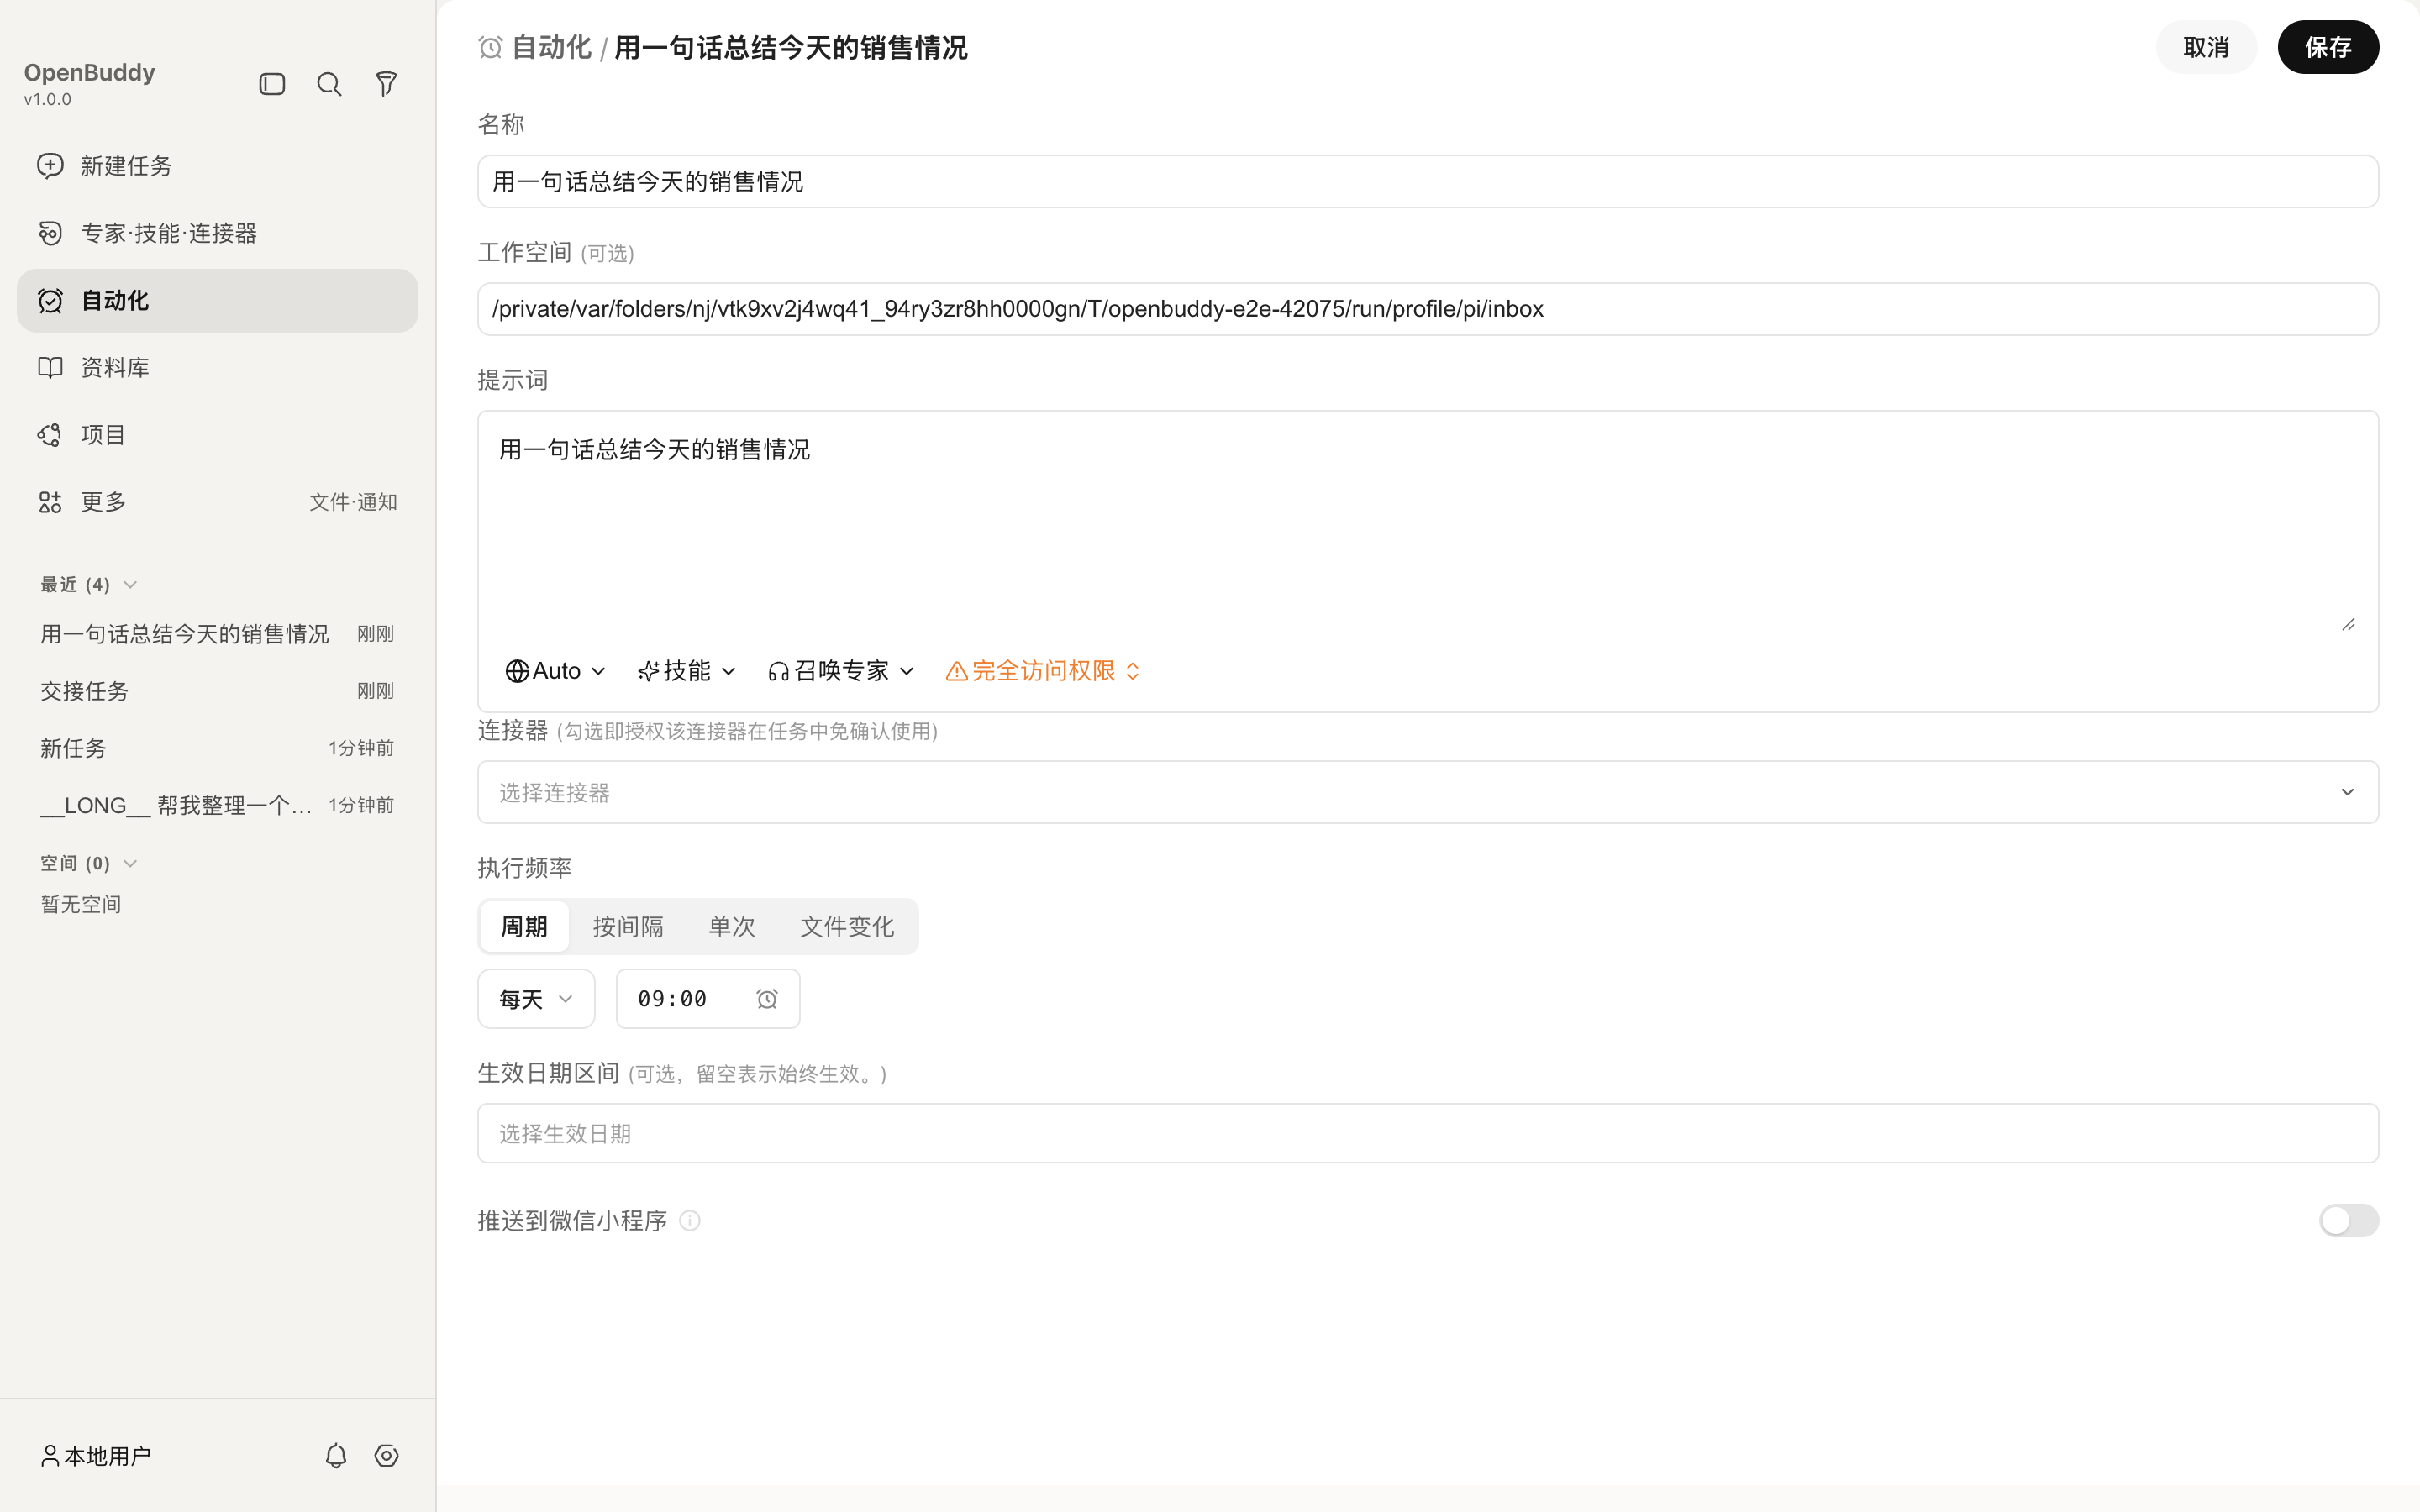 OpenBuddy
v1.0.0
新建任务
专家·技能·连接器
自动化
资料库
项目
更多 文件·通知
最近 (4)
用一句话总结今天的销售情况 刚刚
交接任务 刚刚
新任务 1分钟前
__LONG__ 帮我整理一个... 1分钟前
空间 (0)
暂无空间
本地用户
自动化 / 用一句话总结今天的销售情况
取消 保存
名称
用一句话总结今天的销售情况
工作空间 (可选)
/private/var/folders/nj/vtk9xv2j4wq41_94ry3zr8hh0000gn/T/openbuddy-e2e-42075/run/profile/pi/inbox
提示词
用一句话总结今天的销售情况
Auto 技能 召唤专家 完全访问权限
连接器 (勾选即授权该连接器在任务中免确认使用)
选择连接器
执行频率
周期 按间隔 单次 文件变化
每天 09:00
生效日期区间 (可选，留空表示始终生效。)
选择生效日期
推送到微信小程序